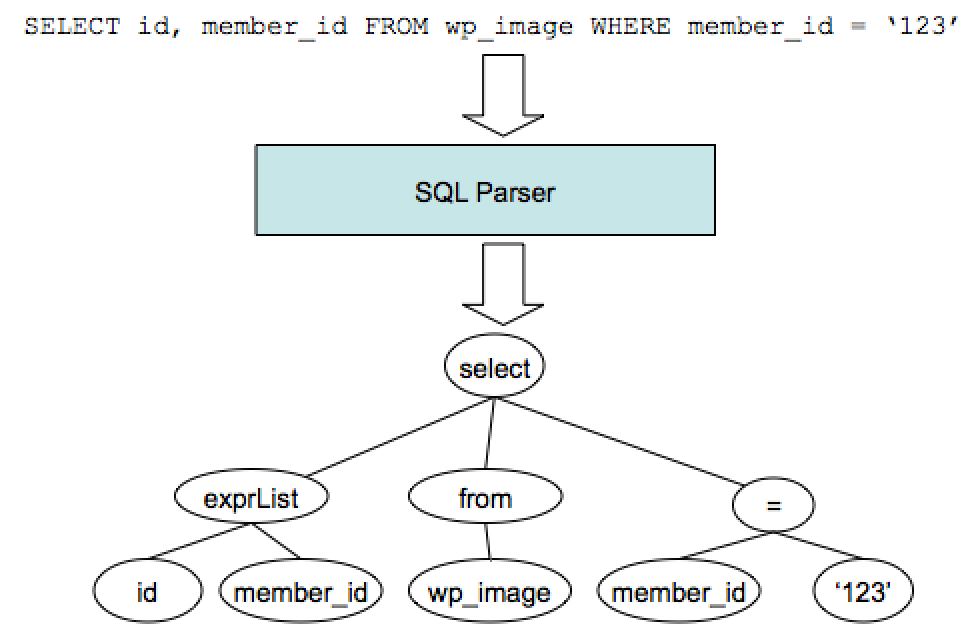 SELECT id, member_id FROM wp_image WHERE member_id = ‘123’
SQL Parser
select
exprList from =
id member_id wp_image member_id ‘123’